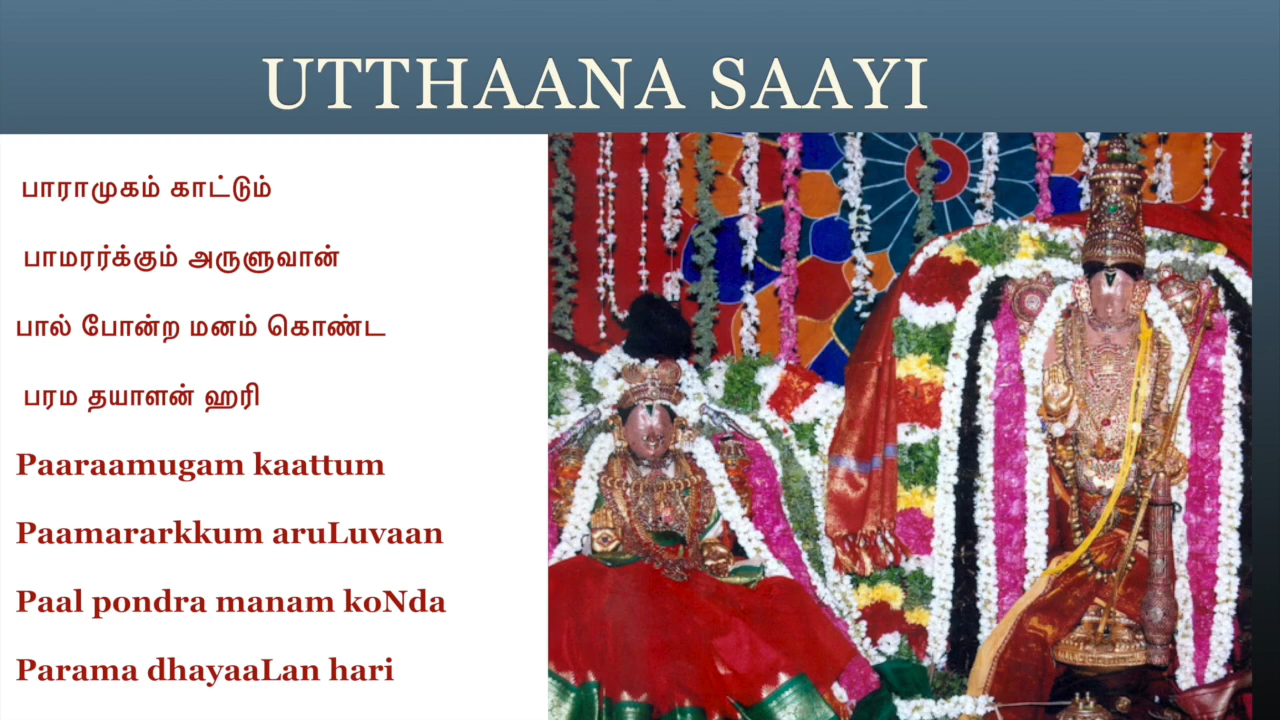 UTTHAANA SAAYI
பாராமுகம் காட்டும்
பாமரர்க்கும் அருளுவான்
பால் போன்ற மனம் கொண்ட
பரம தயாளன் ஹரி
Paaraamugam kaattum
Paamararkkum aruLuvaan
Paal pondra manam koNda
Parama dhayaaLan hari